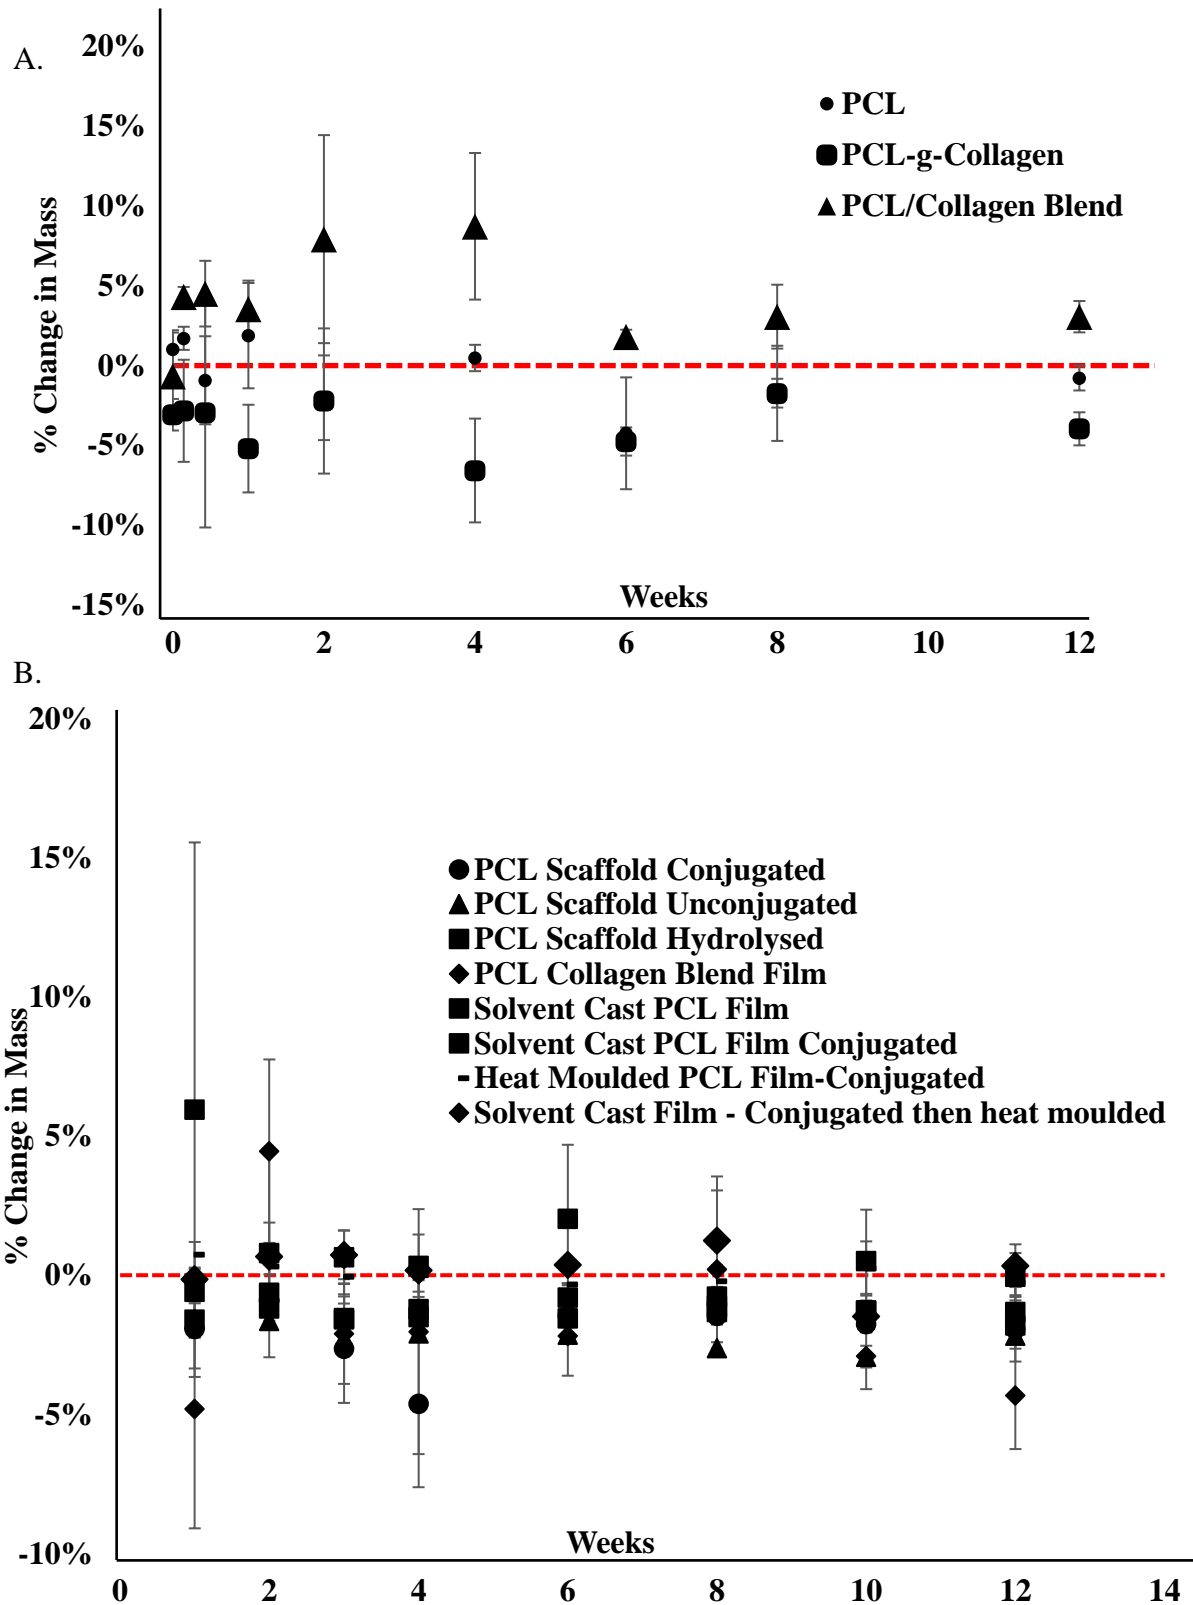 A.
20%
15%
10%
5%
0%
-5%
-10%
-15%
% Change in Mass
PCL
PCL-g-Collagen
PCL/Collagen Blend
Weeks
0 2 4 6 8 10 12
B.
20%
15%
10%
5%
0%
-5%
-10%
% Change in Mass
PCL Scaffold Conjugated
PCL Scaffold Unconjugated
PCL Scaffold Hydrolysed
PCL Collagen Blend Film
Solvent Cast PCL Film
Solvent Cast PCL Film Conjugated
Heat Moulded PCL Film-Conjugated
Solvent Cast Film - Conjugated then heat moulded
Weeks
0 2 4 6 8 10 12 14